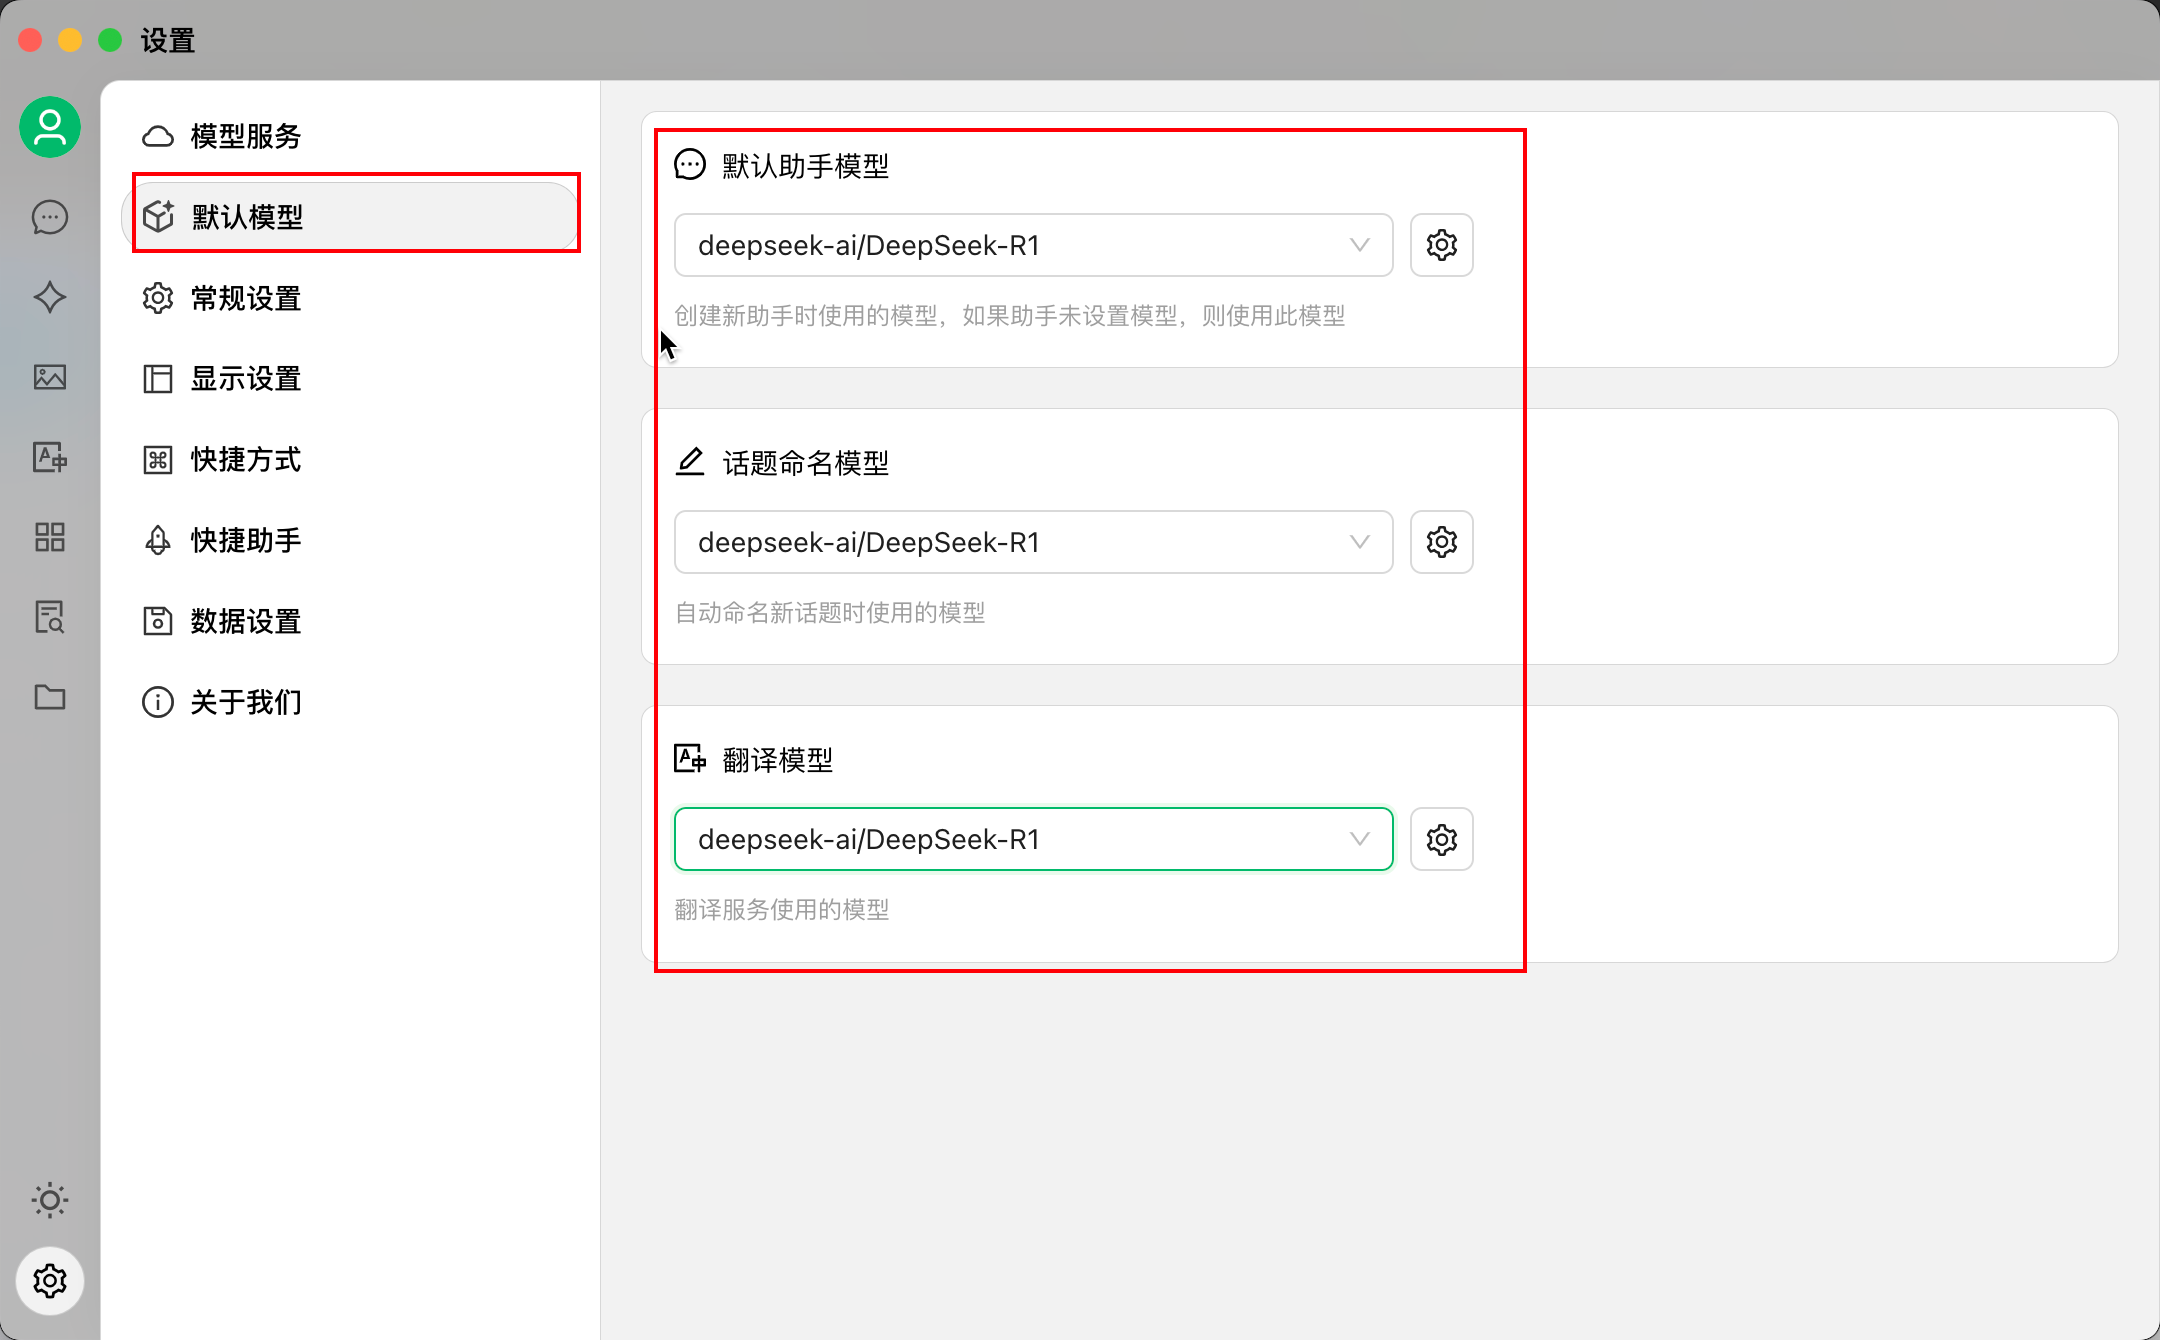 设置
模型服务
默认模型
常规设置
显示设置
快捷方式
快捷助手
数据设置
关于我们
默认助手模型
deepseek-ai/DeepSeek-R1
创建新助手时使用的模型，如果助手未设置模型，则使用此模型
话题命名模型
deepseek-ai/DeepSeek-R1
自动命名新话题时使用的模型
翻译模型
deepseek-ai/DeepSeek-R1
翻译服务使用的模型